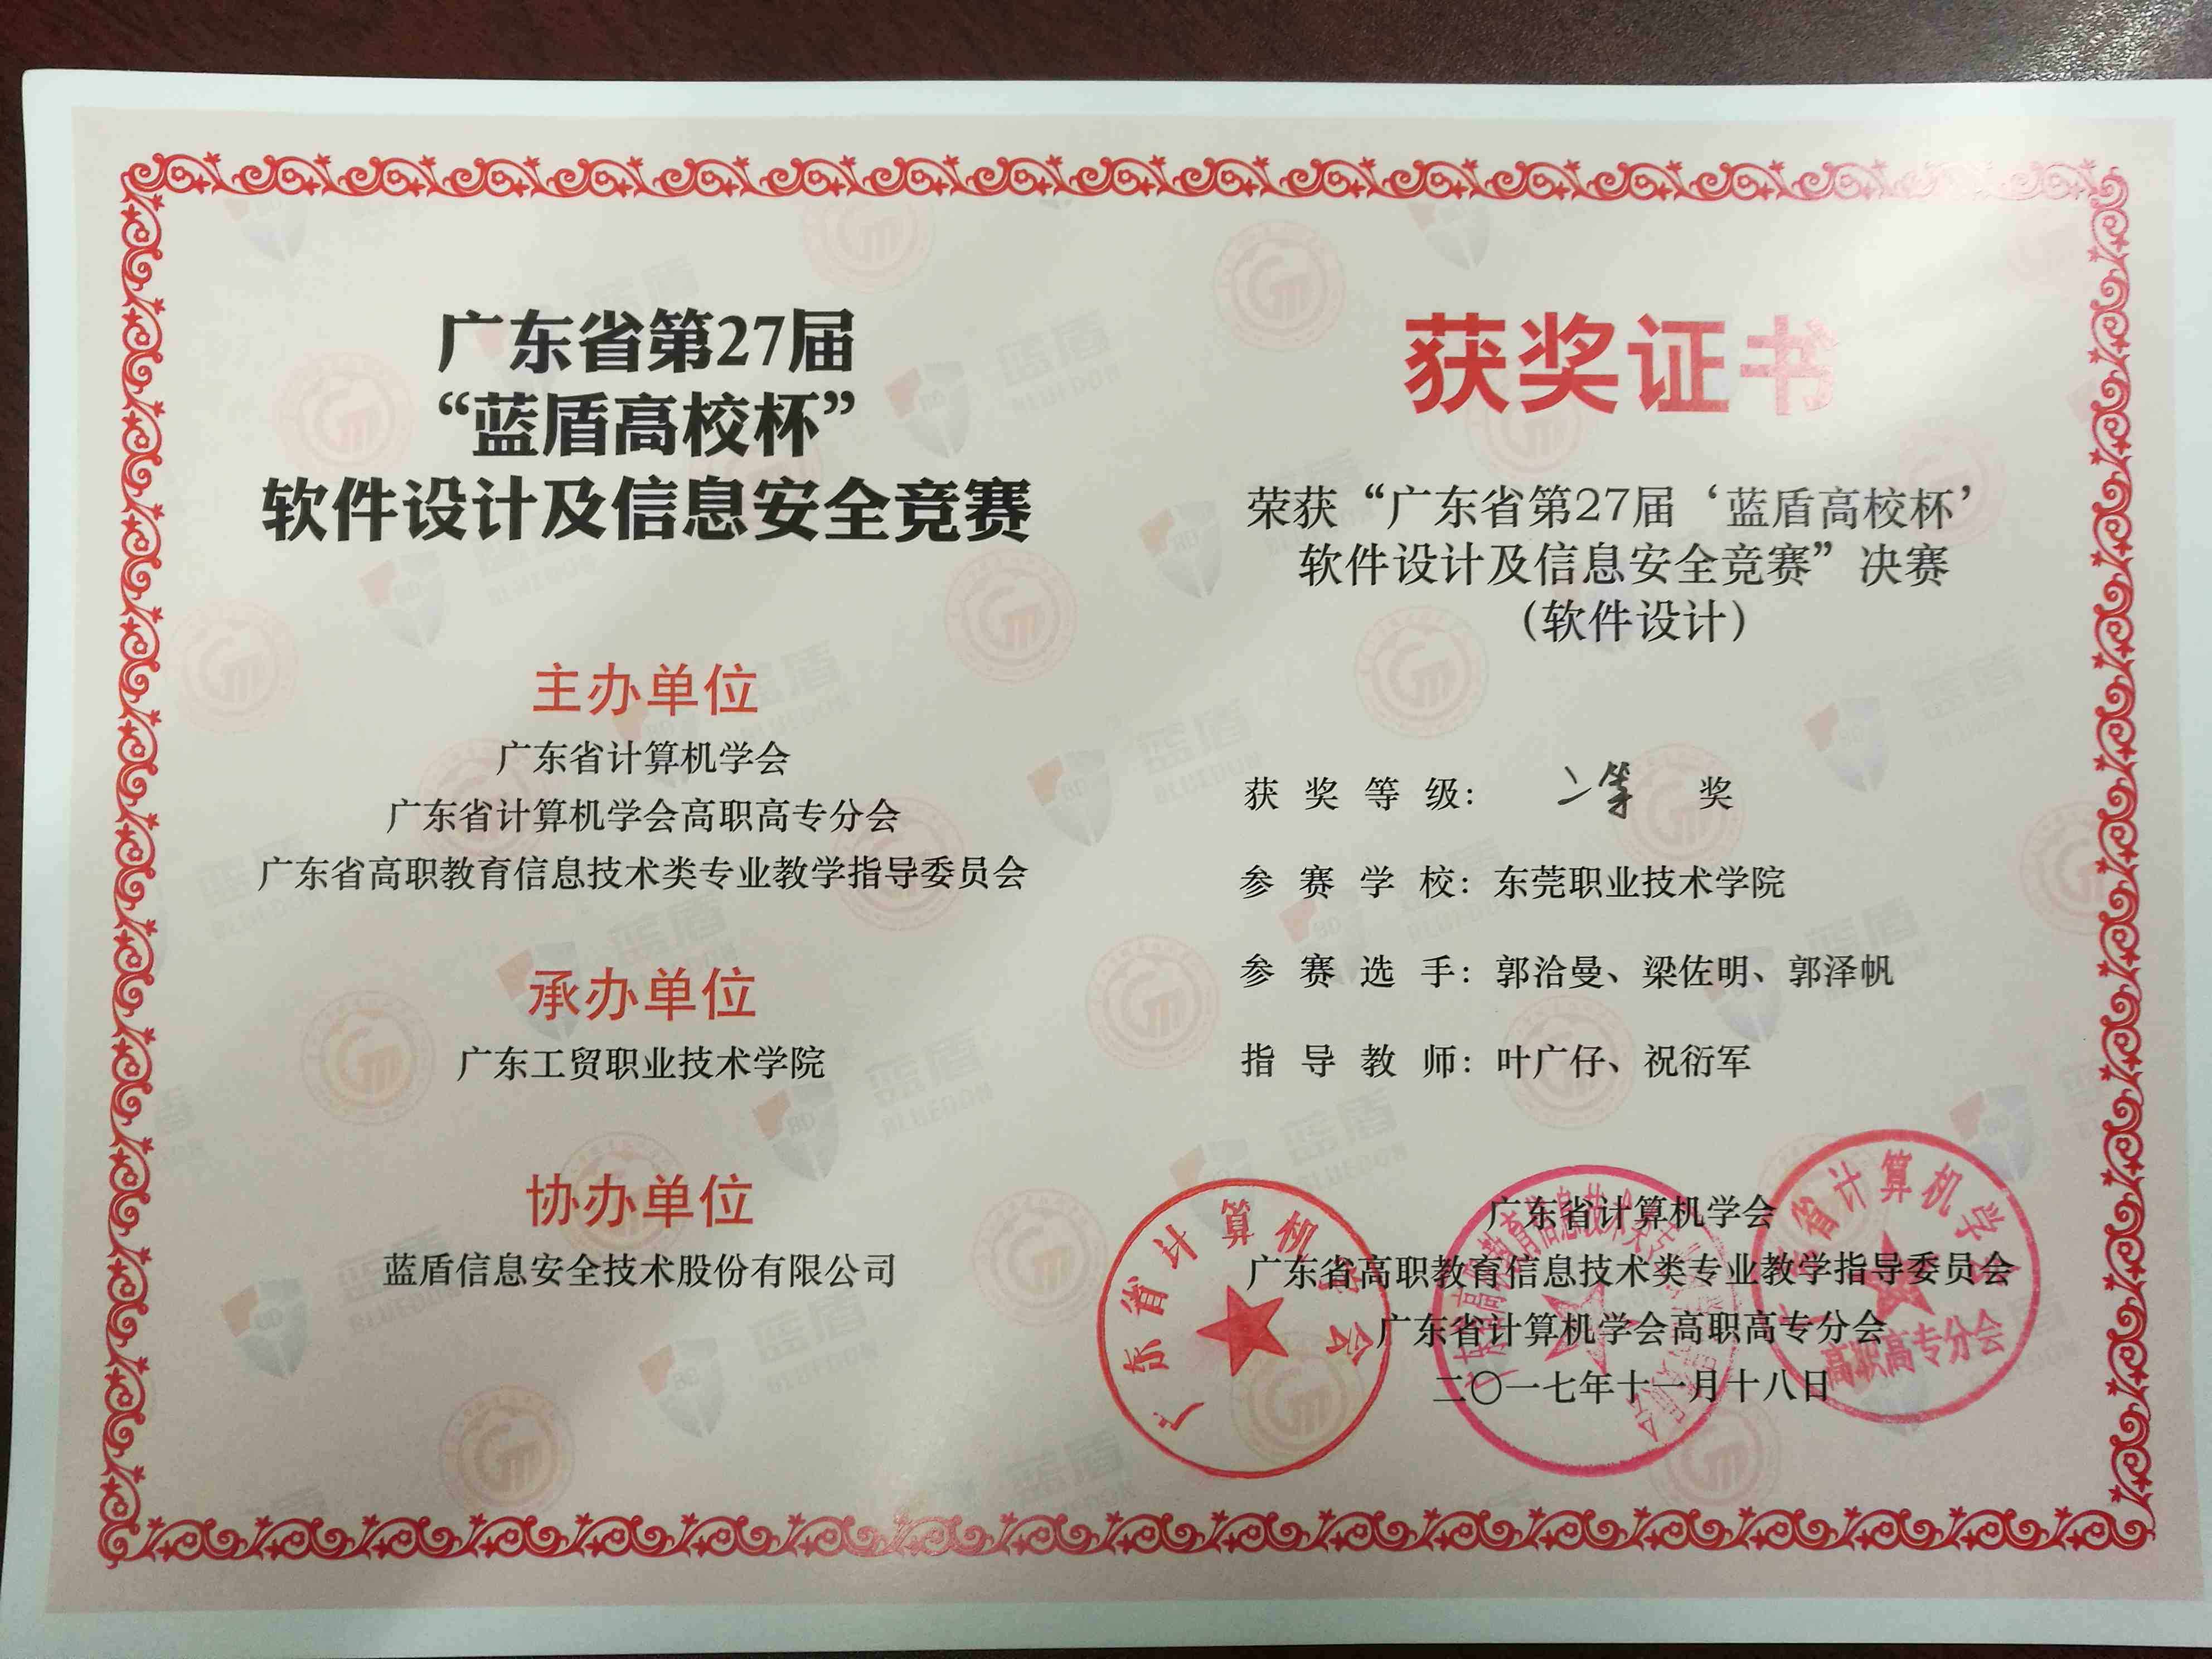 广东省第27届
“蓝盾高校杯”
软件设计及信息安全竞赛
主办单位
广东省计算机学会
广东省计算机学会高职高专分会
广东省高职教育信息技术类专业教学指导委员会
承办单位
广东工贸职业技术学院
协办单位
蓝盾信息安全技术股份有限公司
获奖证书
荣获“广东省第27届‘蓝盾高校杯’
软件设计及信息安全竞赛”决赛
（软件设计）
获奖等级：二等 奖
参赛学校：东莞职业技术学院
参赛选手：郭洽曼、梁佐明、郭泽帆
指导教师：叶广仔、祝衍军
广东省计算机学会
广东省高职教育信息技术类专业教学指导委员会
广东省计算机学会高职高专分会
二〇一七年十一月十八日
广东省计算机学会
高职高专分会